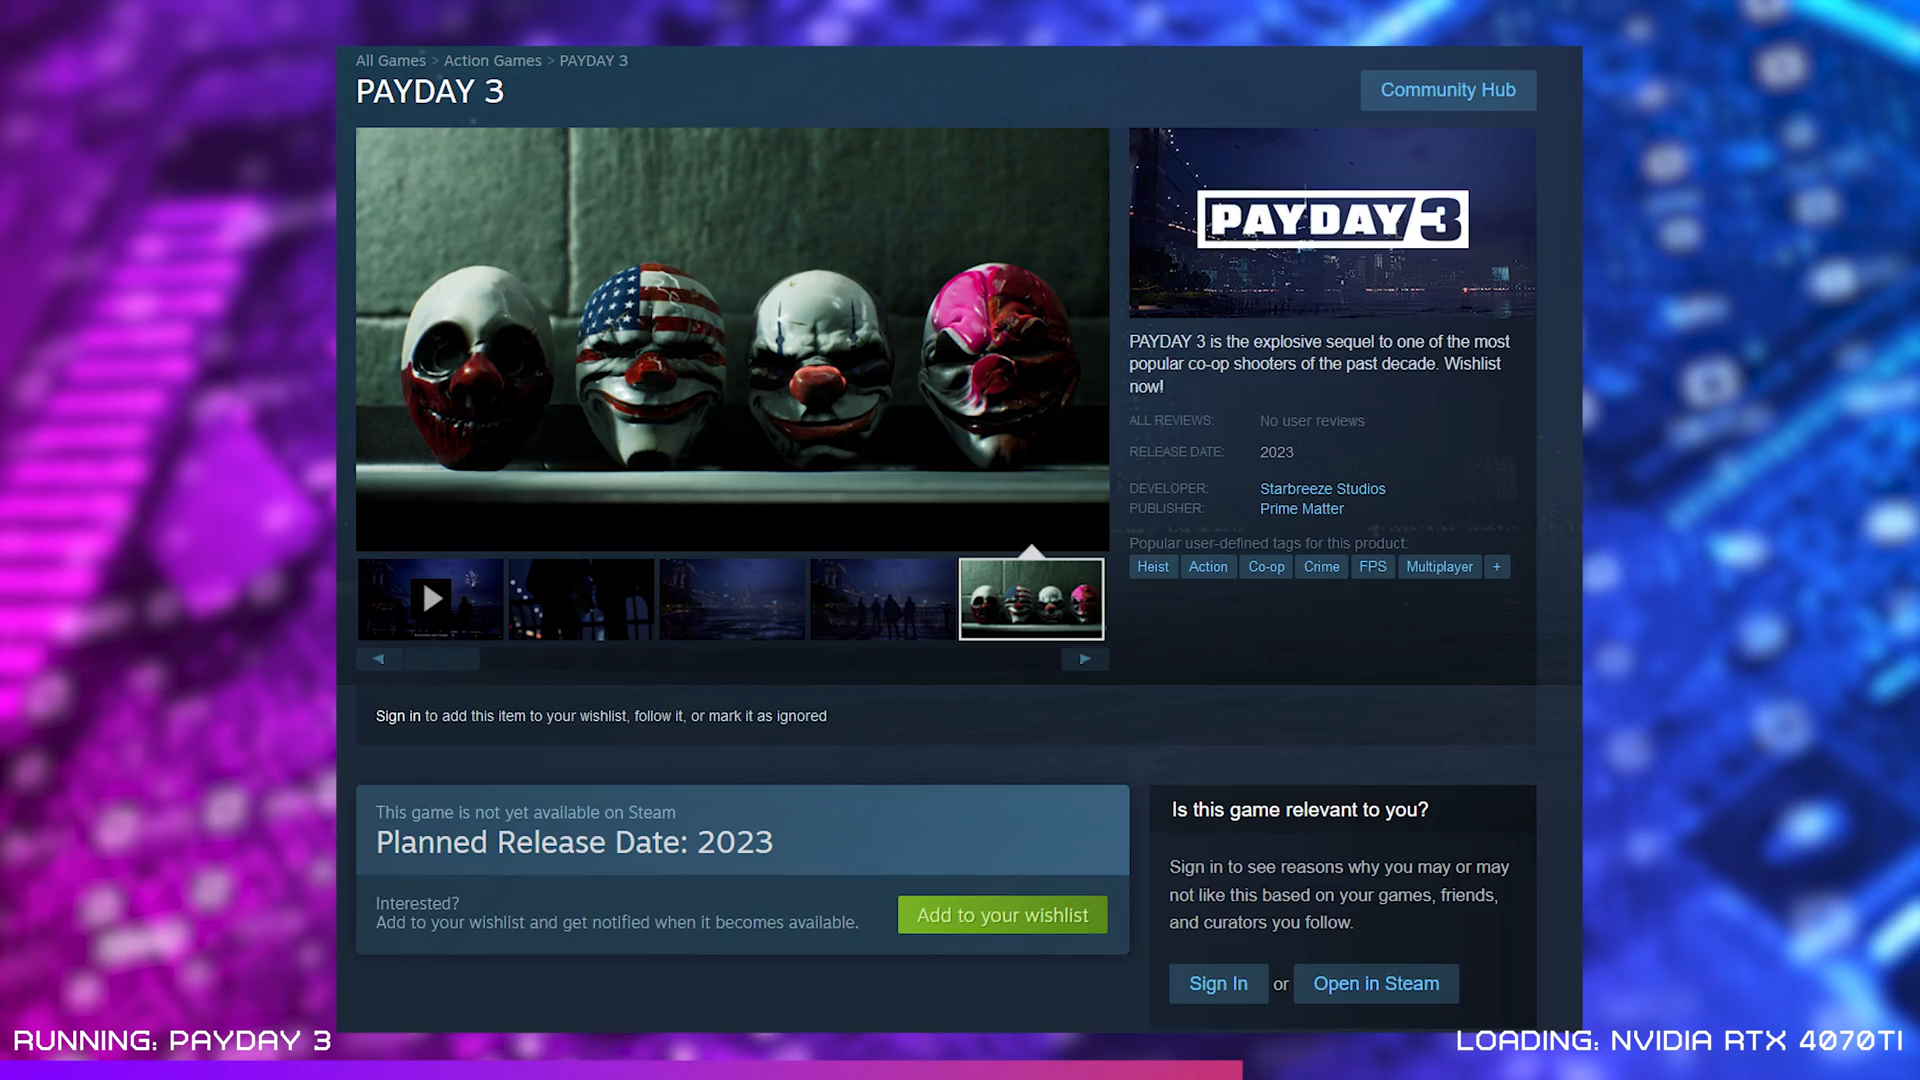 All Games > Action Games > PAYDAY 3
PAYDAY 3
Community Hub
PAYDAY 3
PAYDAY 3 is the explosive sequel to one of the most
popular co-op shooters of the past decade. Wishlist
now!
ALL REVIEWS: No user reviews
RELEASE DATE: 2023
DEVELOPER: Starbreeze Studios
PUBLISHER: Prime Matter
Popular user-defined tags for this product:
Heist Action Co-op Crime FPS Multiplayer +
Sign in to add this item to your wishlist, follow it, or mark it as ignored
This game is not yet available on Steam
Planned Release Date: 2023
Interested?
Add to your wishlist and get notified when it becomes available.
Add to your wishlist
Is this game relevant to you?
Sign in to see reasons why you may or may
not like this based on your games, friends,
and curators you follow.
Sign In or Open in Steam
RUNNING: PAYDAY 3
LOADING: NVIDIA RTX 4070TI